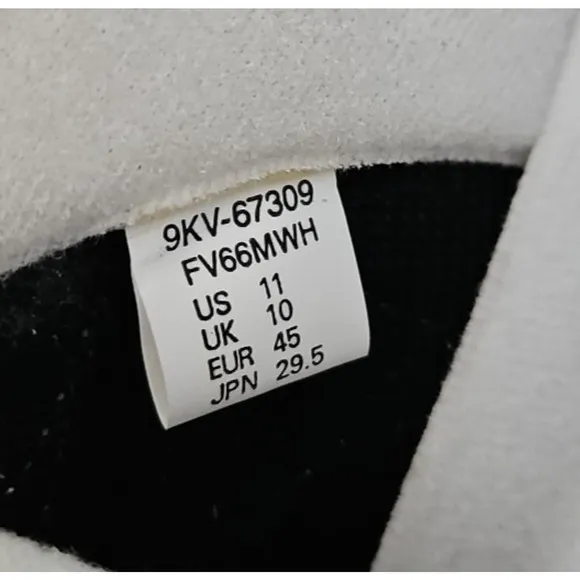 9KV-67309
FV66MWH
US 11
UK 10
EUR 45
JPN 29.5